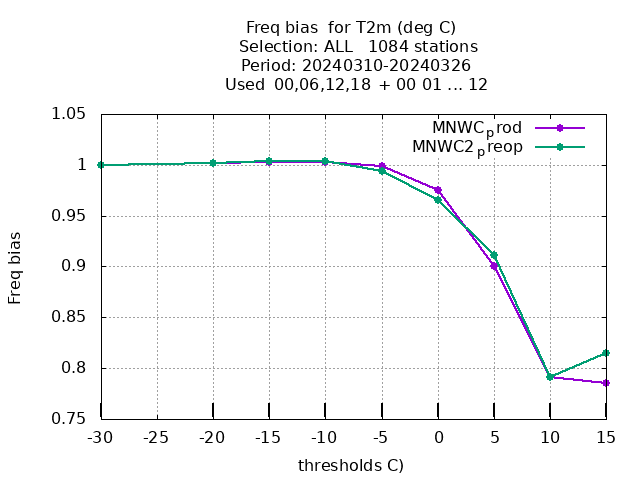 Freq bias  for T2m (deg C)
Selection: ALL   1084 stations
Period: 20240310-20240326
Used  00,06,12,18  + 00 01 ... 12
MNWCprod
MNWC2preop
1.05
1
0.95
0.9
0.85
0.8
0.75
Freq bias
-30 -25 -20 -15 -10 -5 0 5 10 15
thresholds C)